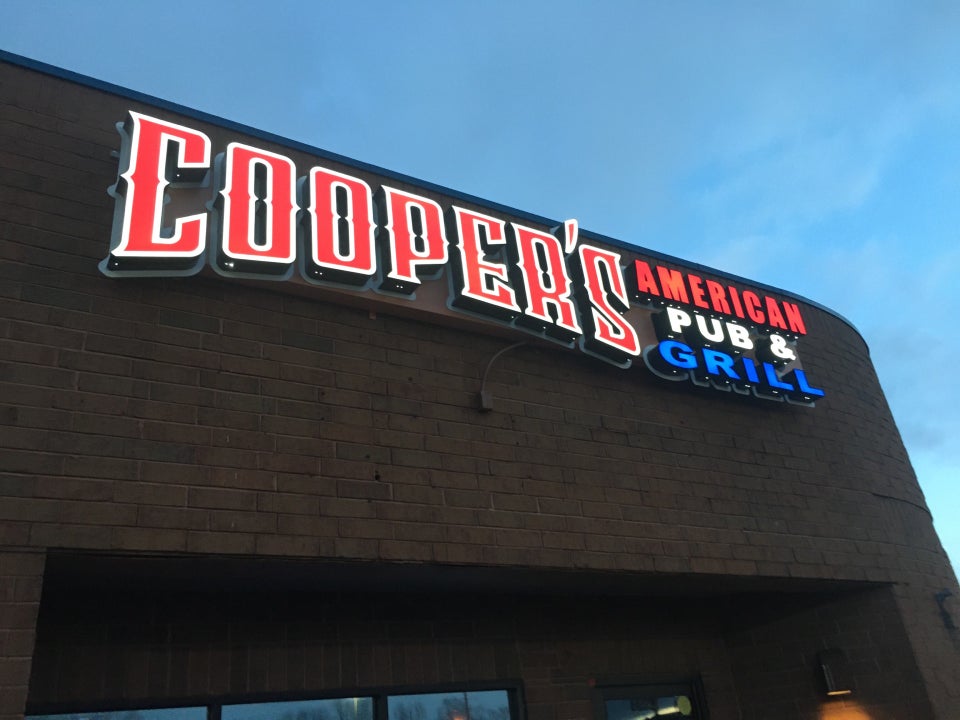 COOPER'S
AMERICAN
PUB &
GRILL